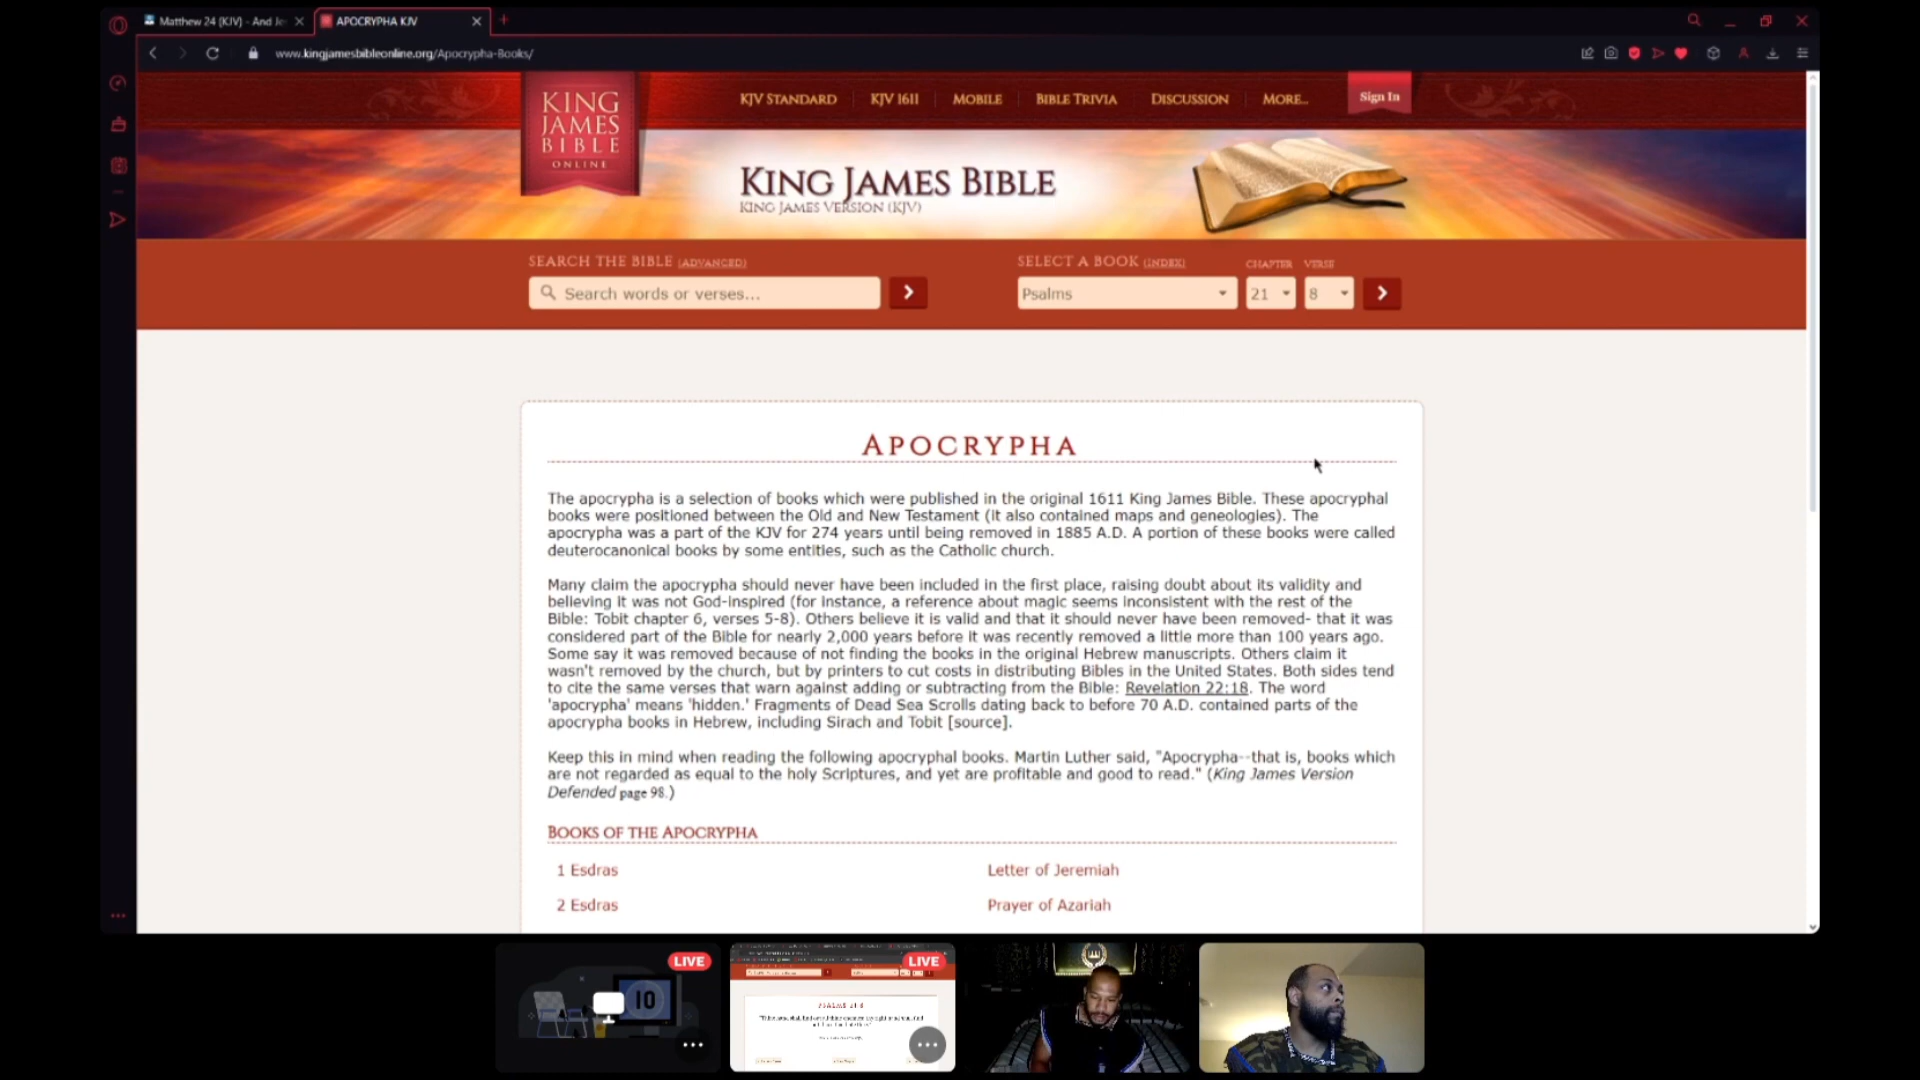 Matthew 24 (KJV) - And Je
APOCRYPHA KJV
www.kingjamesbibleonline.org/Apocrypha-Books/
KING
JAMES
BIBLE
ONLINE
KJV STANDARD
KJV 1611
MOBILE
BIBLE TRIVIA
DISCUSSION
MORE...
Sign In
KING JAMES BIBLE
KING JAMES VERSION (KJV)
SEARCH THE BIBLE (ADVANCED)
SELECT A BOOK (INDEX)
CHAPTER
VERSE
Search words or verses...
Psalms
21
8
APOCRYPHA
The apocrypha is a selection of books which were published in the original 1611 King James Bible. These apocryphal
books were positioned between the Old and New Testament (it also contained maps and geneologies). The
apocrypha was a part of the KJV for 274 years until being removed in 1885 A.D. A portion of these books were called
deuterocanonical books by some entities, such as the Catholic church.
Many claim the apocrypha should never have been included in the first place, raising doubt about its validity and
believing it was not God-inspired (for instance, a reference about magic seems inconsistent with the rest of the
Bible: Tobit chapter 6, verses 5-8). Others believe it is valid and that it should never have been removed- that it was
considered part of the Bible for nearly 2,000 years before it was recently removed a little more than 100 years ago.
Some say it was removed because of not finding the books in the original Hebrew manuscripts. Others claim it
wasn't removed by the church, but by printers to cut costs in distributing Bibles in the United States. Both sides tend
to cite the same verses that warn against adding or subtracting from the Bible: Revelation 22:18. The word
'apocrypha' means 'hidden.' Fragments of Dead Sea Scrolls dating back to before 70 A.D. contained parts of the
apocrypha books in Hebrew, including Sirach and Tobit [source].
Keep this in mind when reading the following apocryphal books. Martin Luther said, "Apocrypha--that is, books which
are not regarded as equal to the holy Scriptures, and yet are profitable and good to read." (King James Version
Defended page 98.)
BOOKS OF THE APOCRYPHA
1 Esdras
Letter of Jeremiah
2 Esdras
Prayer of Azariah
LIVE
10
LIVE
PSALMS 21:8